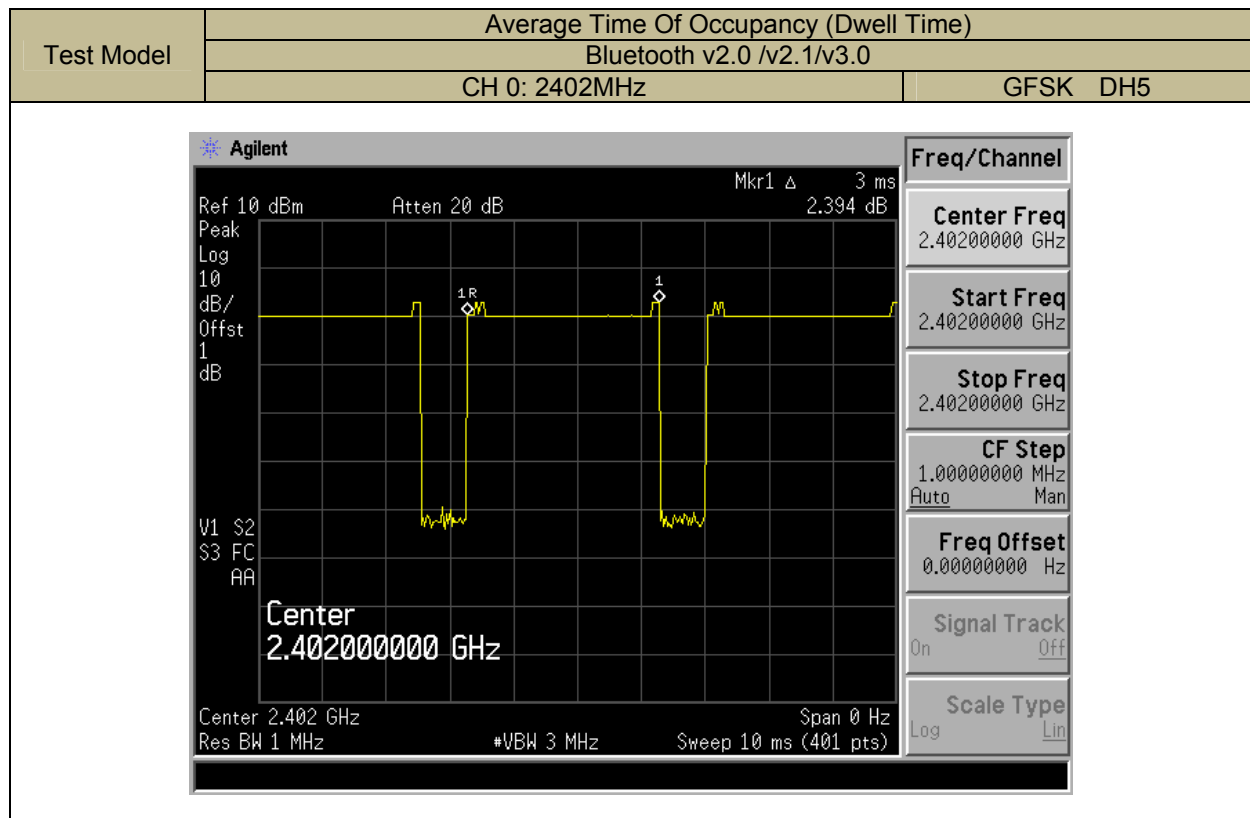 Test Model
Average Time Of Occupancy (Dwell Time)
Bluetooth v2.0 /v2.1/v3.0
CH 0: 2402MHz
GFSK DH5
Agilent
Mkr1 Δ 3 ms
Ref 10 dBm Atten 20 dB 2.394 dB
Peak
Log
10
dB/
Offst
1
dB
1R
1
V1 S2
S3 FC
AA
Center
2.402000000 GHz
Center 2.402 GHz Span 0 Hz
Res BW 1 MHz #VBW 3 MHz Sweep 10 ms (401 pts)
Freq/Channel
Center Freq
2.40200000 GHz
Start Freq
2.40200000 GHz
Stop Freq
2.40200000 GHz
CF Step
1.00000000 MHz
Auto Man
Freq Offset
0.00000000 Hz
Signal Track
On Off
Scale Type
Log Lin